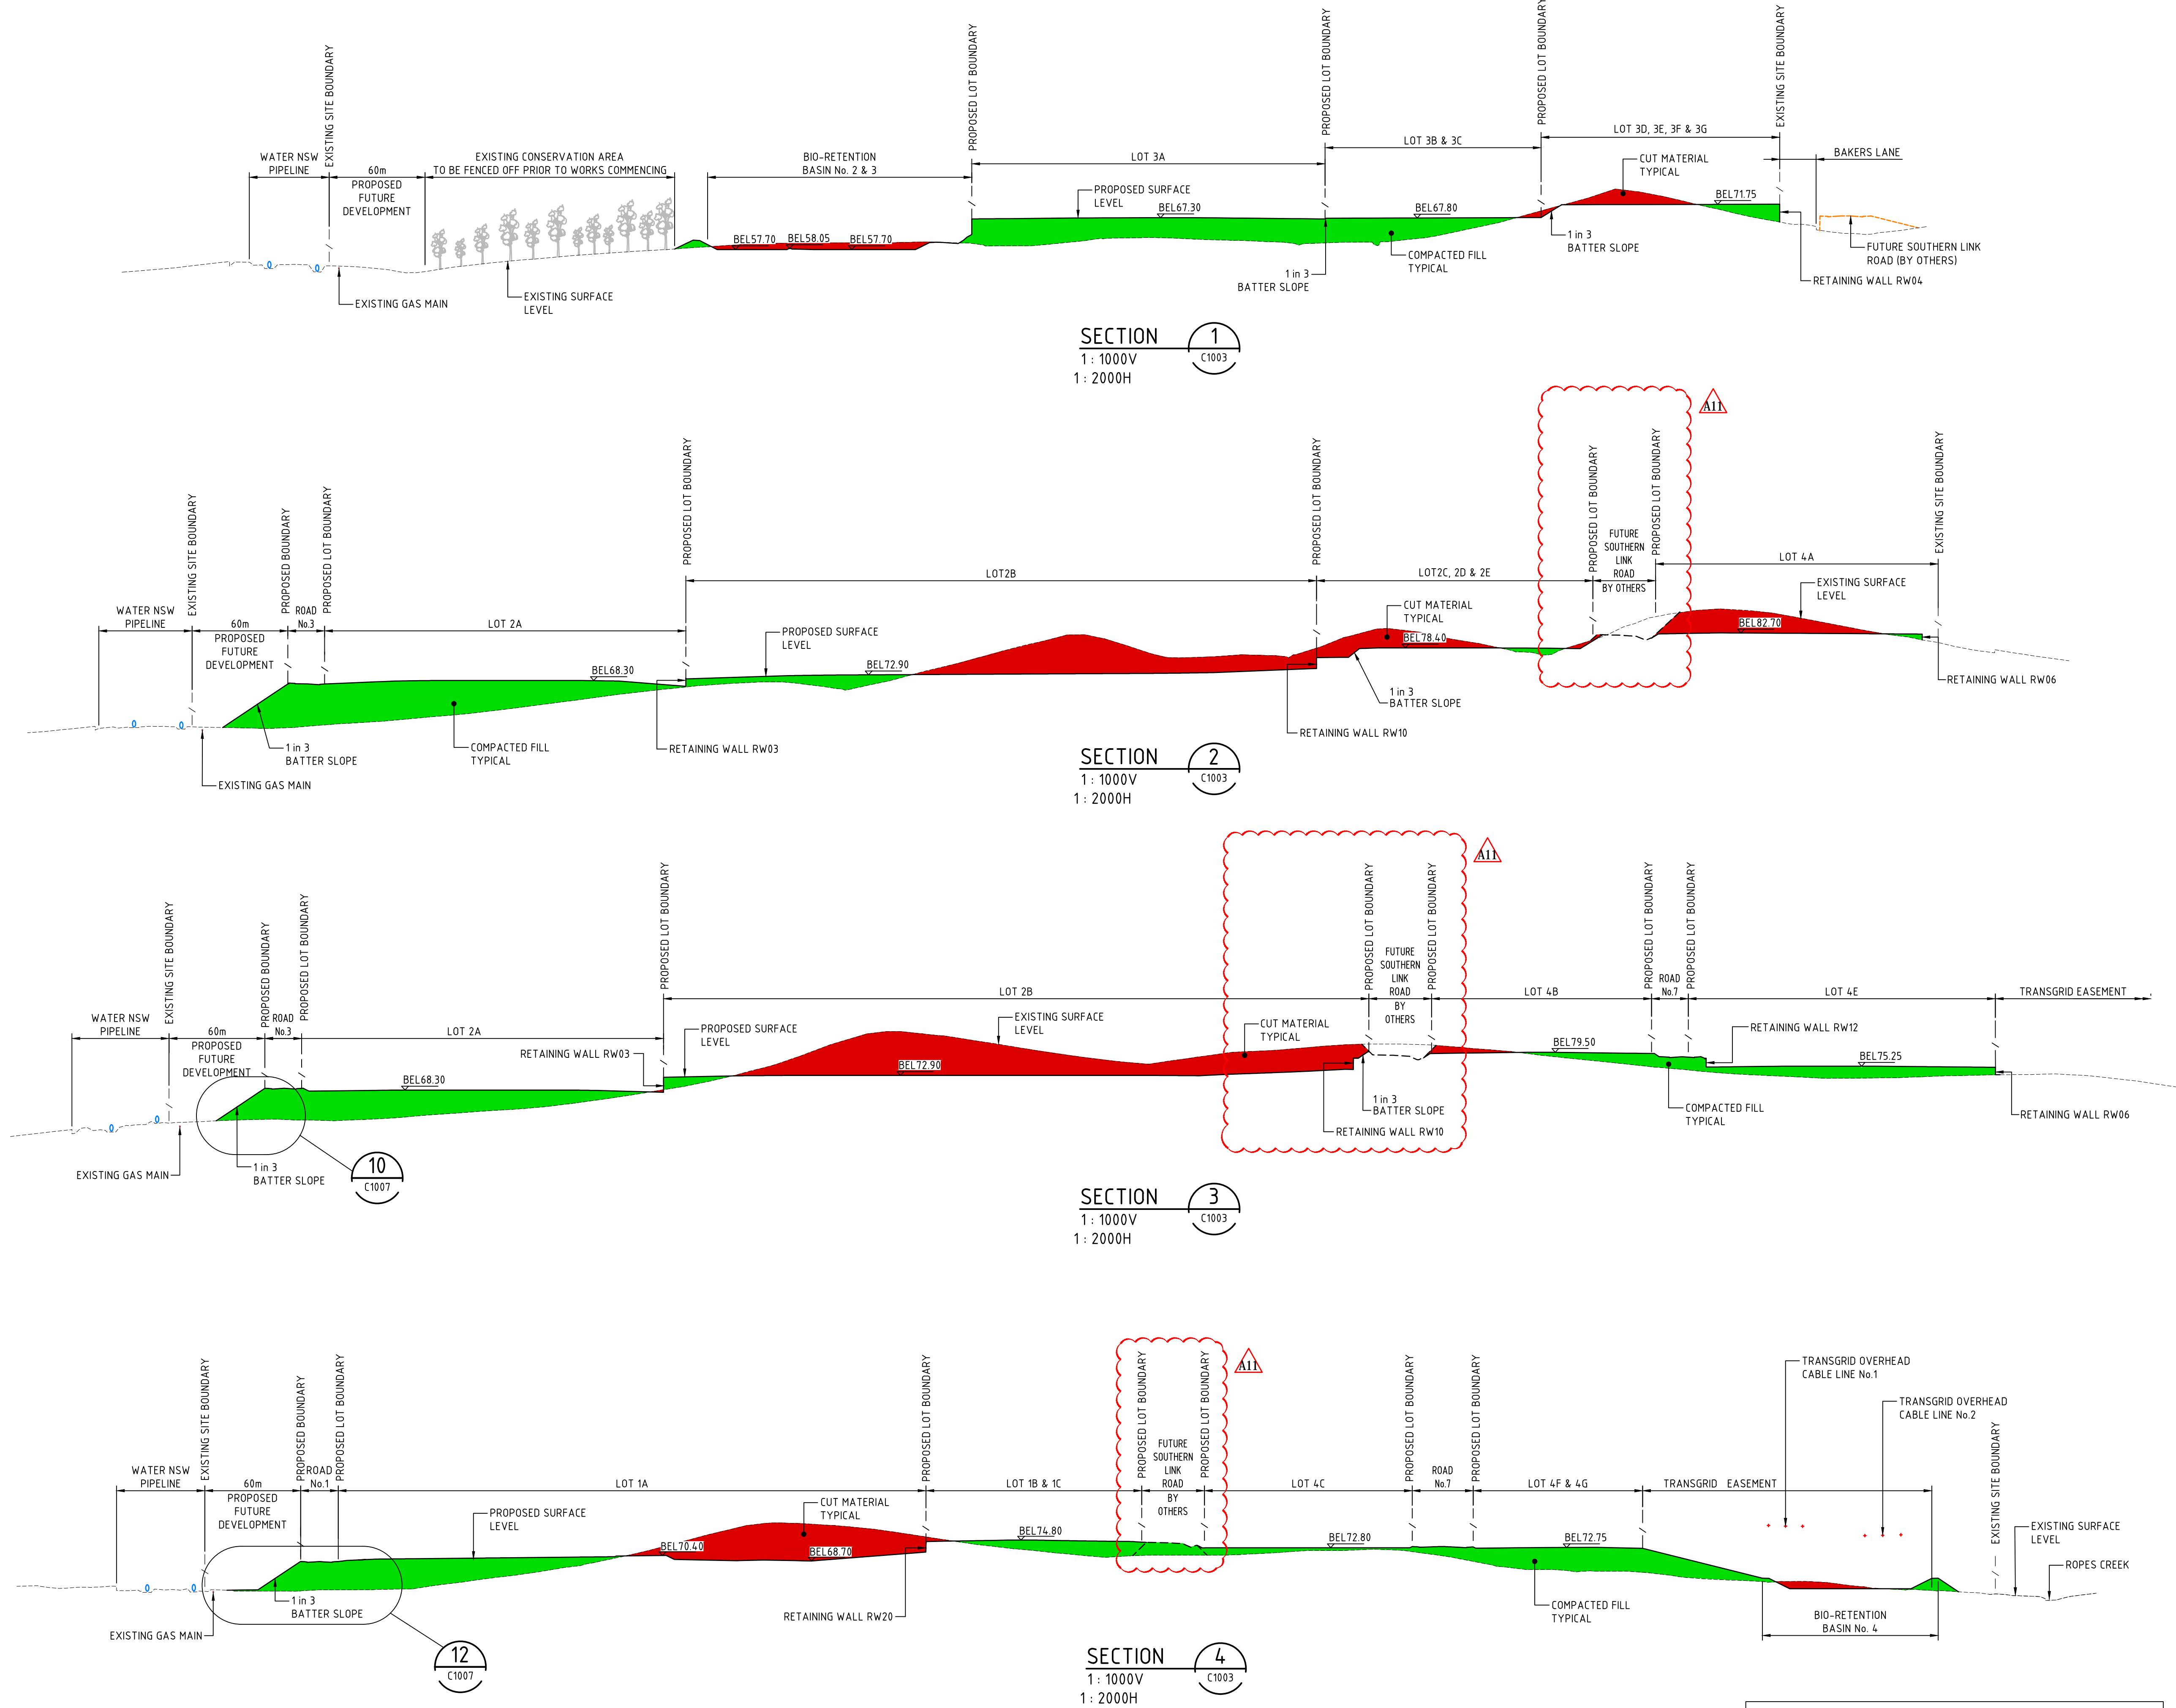 PROPOSED LOT BOUNDARY
PROPOSED LOT BOUNDARY
PROPOSED LOT BOUNDARY
EXISTING SITE BOUNDARY
EXISTING SITE BOUNDARY
WATER NSW
PIPELINE
60m
PROPOSED
FUTURE
DEVELOPMENT
EXISTING CONSERVATION AREA
TO BE FENCED OFF PRIOR TO WORKS COMMENCING
BIO-RETENTION
BASIN No. 2 & 3
LOT 3A
LOT 3B & 3C
LOT 3D, 3E, 3F & 3G
BAKERS LANE
CUT MATERIAL
TYPICAL
PROPOSED SURFACE
LEVEL
BEL67.30
BEL67.80
BEL71.75
BEL57.70
BEL58.05
BEL57.70
1 in 3
BATTER SLOPE
COMPACTED FILL
TYPICAL
1 in 3
BATTER SLOPE
FUTURE SOUTHERN LINK
ROAD (BY OTHERS)
RETAINING WALL RW04
EXISTING GAS MAIN
EXISTING SURFACE
LEVEL
SECTION
1
C1003
1 : 1000V
1 : 2000H
A11
EXISTING SITE BOUNDARY
PROPOSED BOUNDARY
PROPOSED LOT BOUNDARY
PROPOSED LOT BOUNDARY
PROPOSED LOT BOUNDARY
PROPOSED LOT BOUNDARY
PROPOSED LOT BOUNDARY
EXISTING SITE BOUNDARY
WATER NSW
PIPELINE
60m
PROPOSED
FUTURE
DEVELOPMENT
ROAD
No.3
LOT 2A
LOT2B
LOT2C, 2D & 2E
FUTURE
SOUTHERN
LINK
ROAD
BY OTHERS
LOT 4A
EXISTING SURFACE
LEVEL
CUT MATERIAL
TYPICAL
PROPOSED SURFACE
LEVEL
BEL68.30
BEL72.90
BEL78.40
BEL82.70
RETAINING WALL RW06
1 in 3
BATTER SLOPE
RETAINING WALL RW10
RETAINING WALL RW03
COMPACTED FILL
TYPICAL
1 in 3
BATTER SLOPE
EXISTING GAS MAIN
SECTION
2
C1003
1 : 1000V
1 : 2000H
A11
EXISTING SITE BOUNDARY
PROPOSED BOUNDARY
PROPOSED LOT BOUNDARY
PROPOSED LOT BOUNDARY
PROPOSED LOT BOUNDARY
PROPOSED LOT BOUNDARY
PROPOSED LOT BOUNDARY
PROPOSED LOT BOUNDARY
WATER NSW
PIPELINE
60m
PROPOSED
FUTURE
DEVELOPMENT
ROAD
No.3
LOT 2A
LOT 2B
FUTURE
SOUTHERN
LINK
ROAD
BY
OTHERS
LOT 4B
ROAD
No.7
LOT 4E
TRANSGRID EASEMENT
RETAINING WALL RW03
PROPOSED SURFACE
LEVEL
EXISTING SURFACE
LEVEL
CUT MATERIAL
TYPICAL
RETAINING WALL RW12
BEL68.30
BEL72.90
BEL79.50
BEL75.25
1 in 3
BATTER SLOPE
RETAINING WALL RW10
COMPACTED FILL
TYPICAL
RETAINING WALL RW06
EXISTING GAS MAIN
1 in 3
BATTER SLOPE
10
C1007
SECTION
3
C1003
1 : 1000V
1 : 2000H
A11
EXISTING SITE BOUNDARY
PROPOSED BOUNDARY
PROPOSED LOT BOUNDARY
PROPOSED LOT BOUNDARY
PROPOSED LOT BOUNDARY
PROPOSED LOT BOUNDARY
PROPOSED LOT BOUNDARY
PROPOSED LOT BOUNDARY
EXISTING SITE BOUNDARY
TRANSGRID OVERHEAD
CABLE LINE No.1
TRANSGRID OVERHEAD
CABLE LINE No.2
WATER NSW
PIPELINE
60m
PROPOSED
FUTURE
DEVELOPMENT
ROAD
No.1
LOT 1A
LOT 1B & 1C
FUTURE
SOUTHERN
LINK
ROAD
BY
OTHERS
LOT 4C
ROAD
No.7
LOT 4F & 4G
TRANSGRID EASEMENT
PROPOSED SURFACE
LEVEL
CUT MATERIAL
TYPICAL
BEL70.40
BEL68.70
BEL74.80
BEL72.80
BEL72.75
EXISTING SURFACE
LEVEL
ROPES CREEK
1 in 3
BATTER SLOPE
RETAINING WALL RW20
COMPACTED FILL
TYPICAL
BIO-RETENTION
BASIN No. 4
EXISTING GAS MAIN
12
C1007
SECTION
4
C1003
1 : 1000V
1 : 2000H